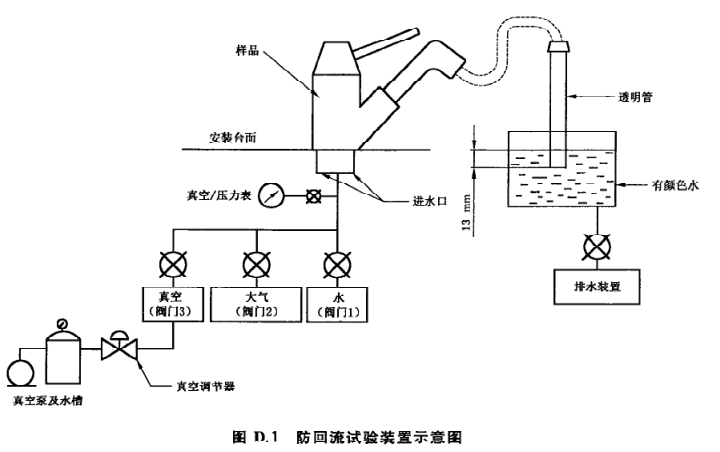 样品
透明管
安装台面
真空/压力表
进水口
13 mm
有颜色水
真空
(阀门3)
大气
(阀门2)
水
(阀门1)
排水装置
真空调节器
真空泵及水槽
图 D.1 防回流试验装置示意图